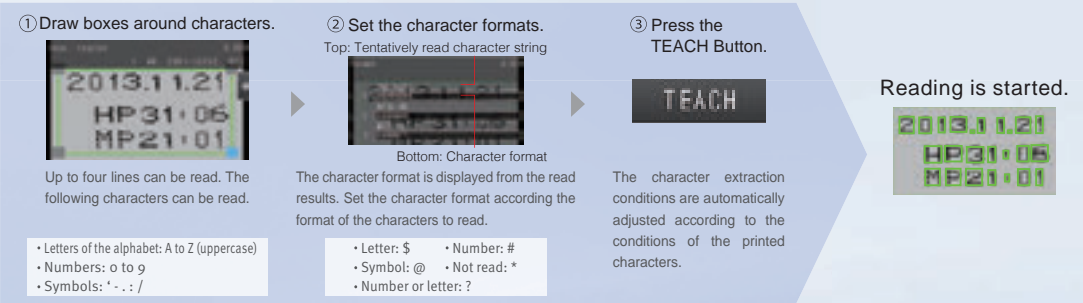 ① Draw boxes around characters.
2013.11.21
HP31:06
MP21:01
Up to four lines can be read. The
following characters can be read.
• Letters of the alphabet: A to Z (uppercase)
• Numbers: 0 to 9
• Symbols: ‘ - . : /
② Set the character formats.
Top: Tentatively read character string
Bottom: Character format
The character format is displayed from the read
results. Set the character format according the
format of the characters to read.
• Letter: $ • Number: #
• Symbol: @ • Not read: *
• Number or letter: ?
③ Press the
TEACH Button.
TEACH
The character extraction
conditions are automatically
adjusted according to the
conditions of the printed
characters.
Reading is started.
2013.11.21
HP31:06
MP21:01